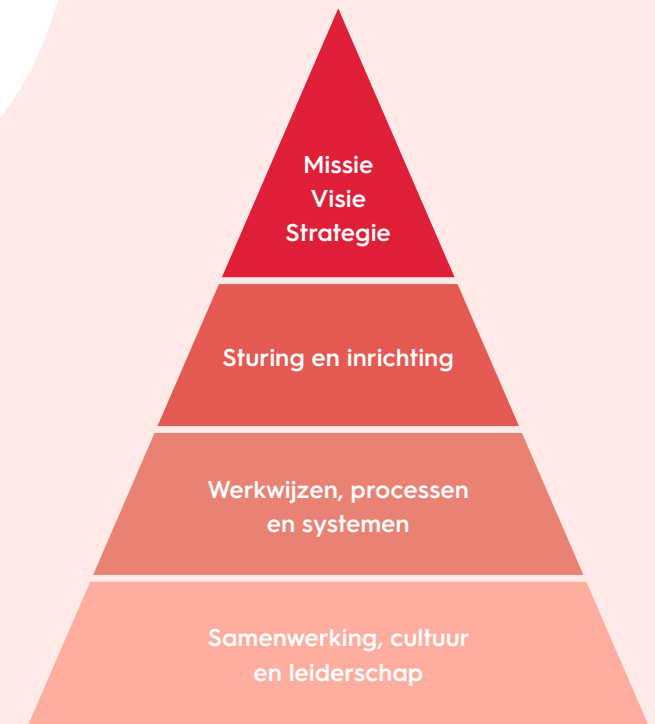 Missie
Visie
Strategie
Sturing en inrichting
Werkwijzen, processen
en systemen
Samenwerking, cultuur
en leiderschap